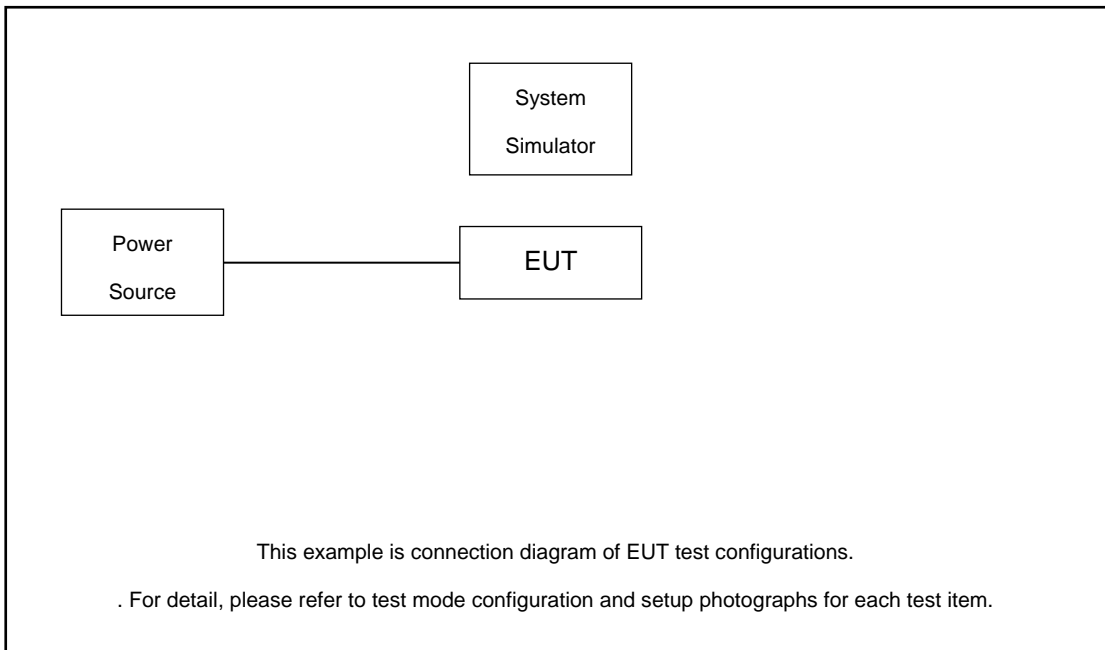 System
Simulator
Power
Source
EUT
This example is connection diagram of EUT test configurations.
. For detail, please refer to test mode configuration and setup photographs for each test item.